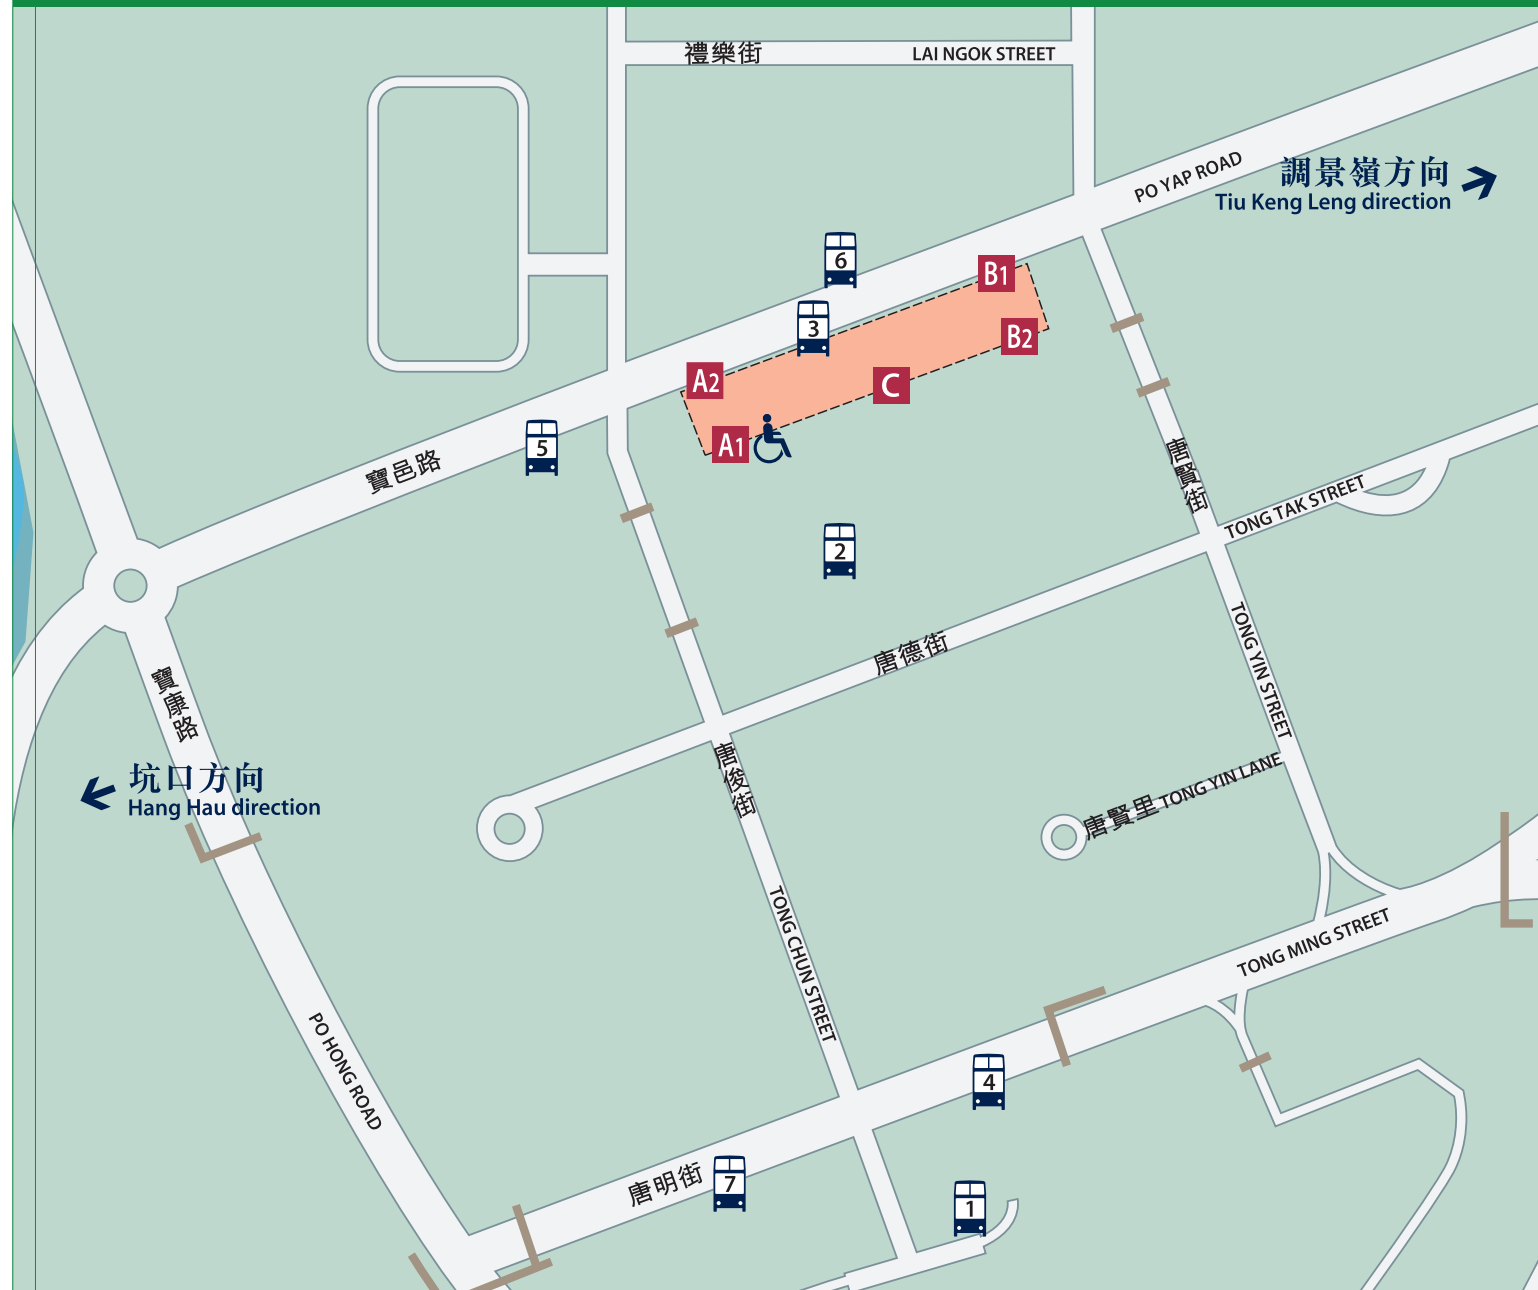 禮樂街
LAI NGOK STREET
PO YAP ROAD
調景嶺方向
Tiu Keng Leng direction
6
B1
3
B2
A2
C
A1
5
寶邑路
唐賢街
TONG TAK STREET
2
唐德街
TONG YIN STREET
寶康路
坑口方向
Hang Hau direction
唐俊街
唐賢里 TONG YIN LANE
TONG CHUN STREET
TONG MING STREET
PO HONG ROAD
4
唐明街
7
1